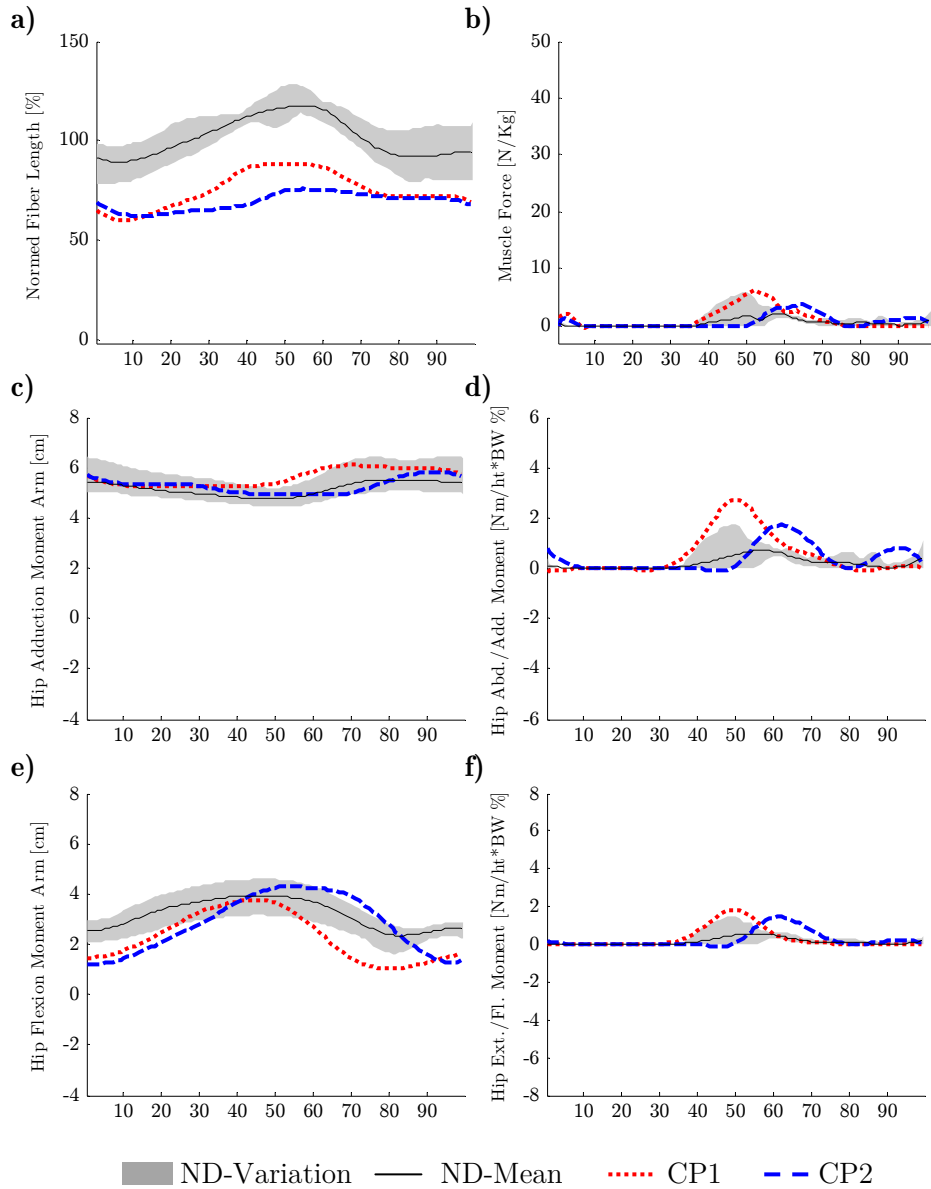 a)
Normed Fiber Length [%]
150
100
50
0
10 20 30 40 50 60 70 80 90
b)
Muscle Force [N/Kg]
50
40
30
20
10
0
10 20 30 40 50 60 70 80 90
c)
Hip Adduction Moment Arm [cm]
8
6
4
2
0
-2
-4
10 20 30 40 50 60 70 80 90
d)
Hip Abd./Add. Moment [Nm/ht*BW %]
6
4
2
0
-2
-4
-6
10 20 30 40 50 60 70 80 90
e)
Hip Flexion Moment Arm [cm]
8
6
4
2
0
-2
-4
10 20 30 40 50 60 70 80 90
f)
Hip Ext./Fl. Moment [Nm/ht*BW %]
8
6
4
2
0
-2
-4
-6
-8
10 20 30 40 50 60 70 80 90
ND-Variation ND-Mean CP1 CP2